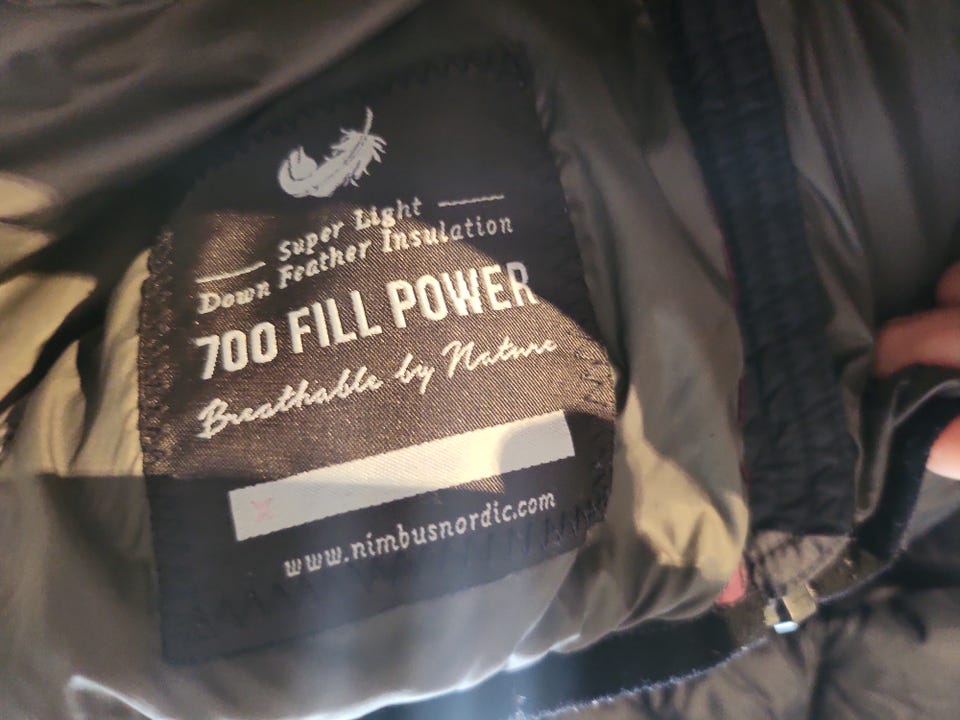 Super Light
Down Feather Insulation
700 FILL POWER
Breathable by Nature
www.nimbusnordic.com